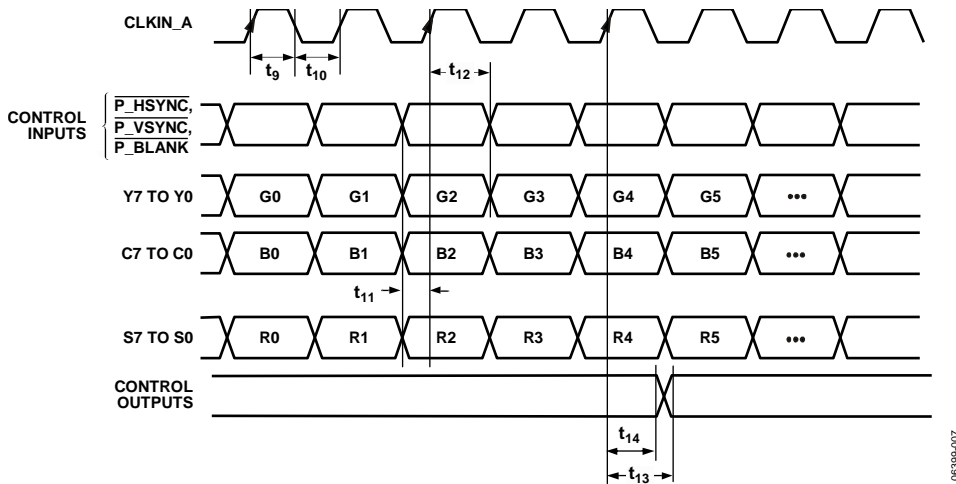 CLKIN_A
t9
t10
t12
CONTROL
INPUTS
P_HSYNC,
P_VSYNC,
P_BLANK
Y7 TO Y0 G0 G1 G2 G3 G4 G5 •••
C7 TO C0 B0 B1 B2 B3 B4 B5 •••
t11
S7 TO S0 R0 R1 R2 R3 R4 R5 •••
CONTROL
OUTPUTS
t14
t13
06399-007